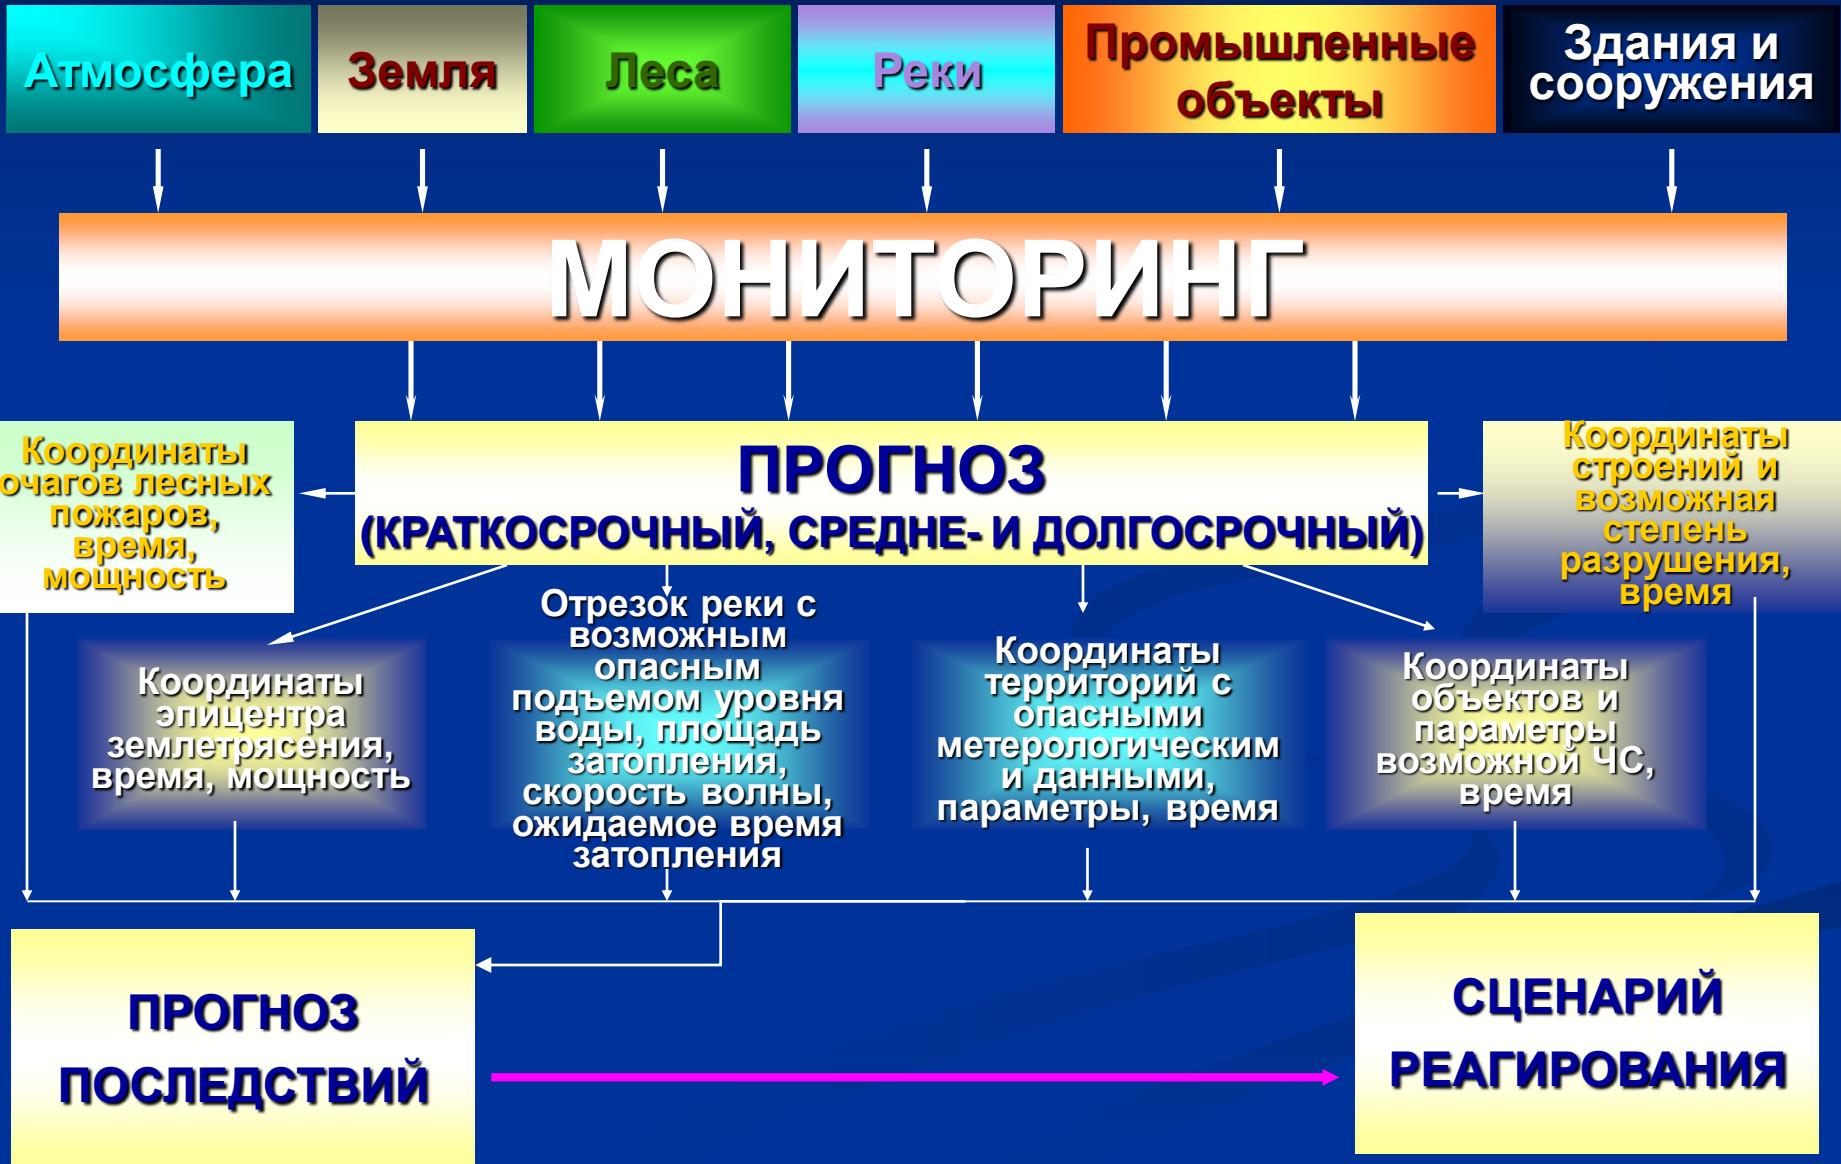 Атмосфера
Земля
Леса
Реки
Промышленные
объекты
Здания и
сооружения
МОНИТОРИНГ
Координаты
очагов лесных
пожаров,
время,
мощность
ПРОГНОЗ
(КРАТКОСРОЧНЫЙ, СРЕДНЕ- И ДОЛГОСРОЧНЫЙ)
Координаты
строений и
возможная
степень
разрушения,
время
Координаты
эпицентра
землетрясения,
время, мощность
Отрезок реки с
возможным
опасным
подъемом уровня
воды, площадь
затопления,
скорость волны,
ожидаемое время
затопления
Координаты
территорий с
опасными
метерологическим
и данными,
параметры, время
Координаты
объектов и
параметры
возможной ЧС,
время
ПРОГНОЗ
ПОСЛЕДСТВИЙ
СЦЕНАРИЙ
РЕАГИРОВАНИЯ